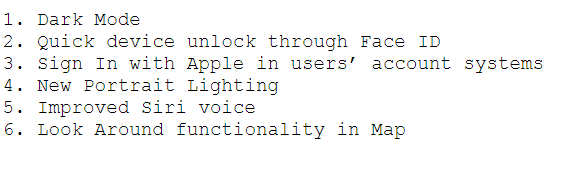 1. Dark Mode
2. Quick device unlock through Face ID
3. Sign In with Apple in users’ account systems
4. New Portrait Lighting
5. Improved Siri voice
6. Look Around functionality in Map